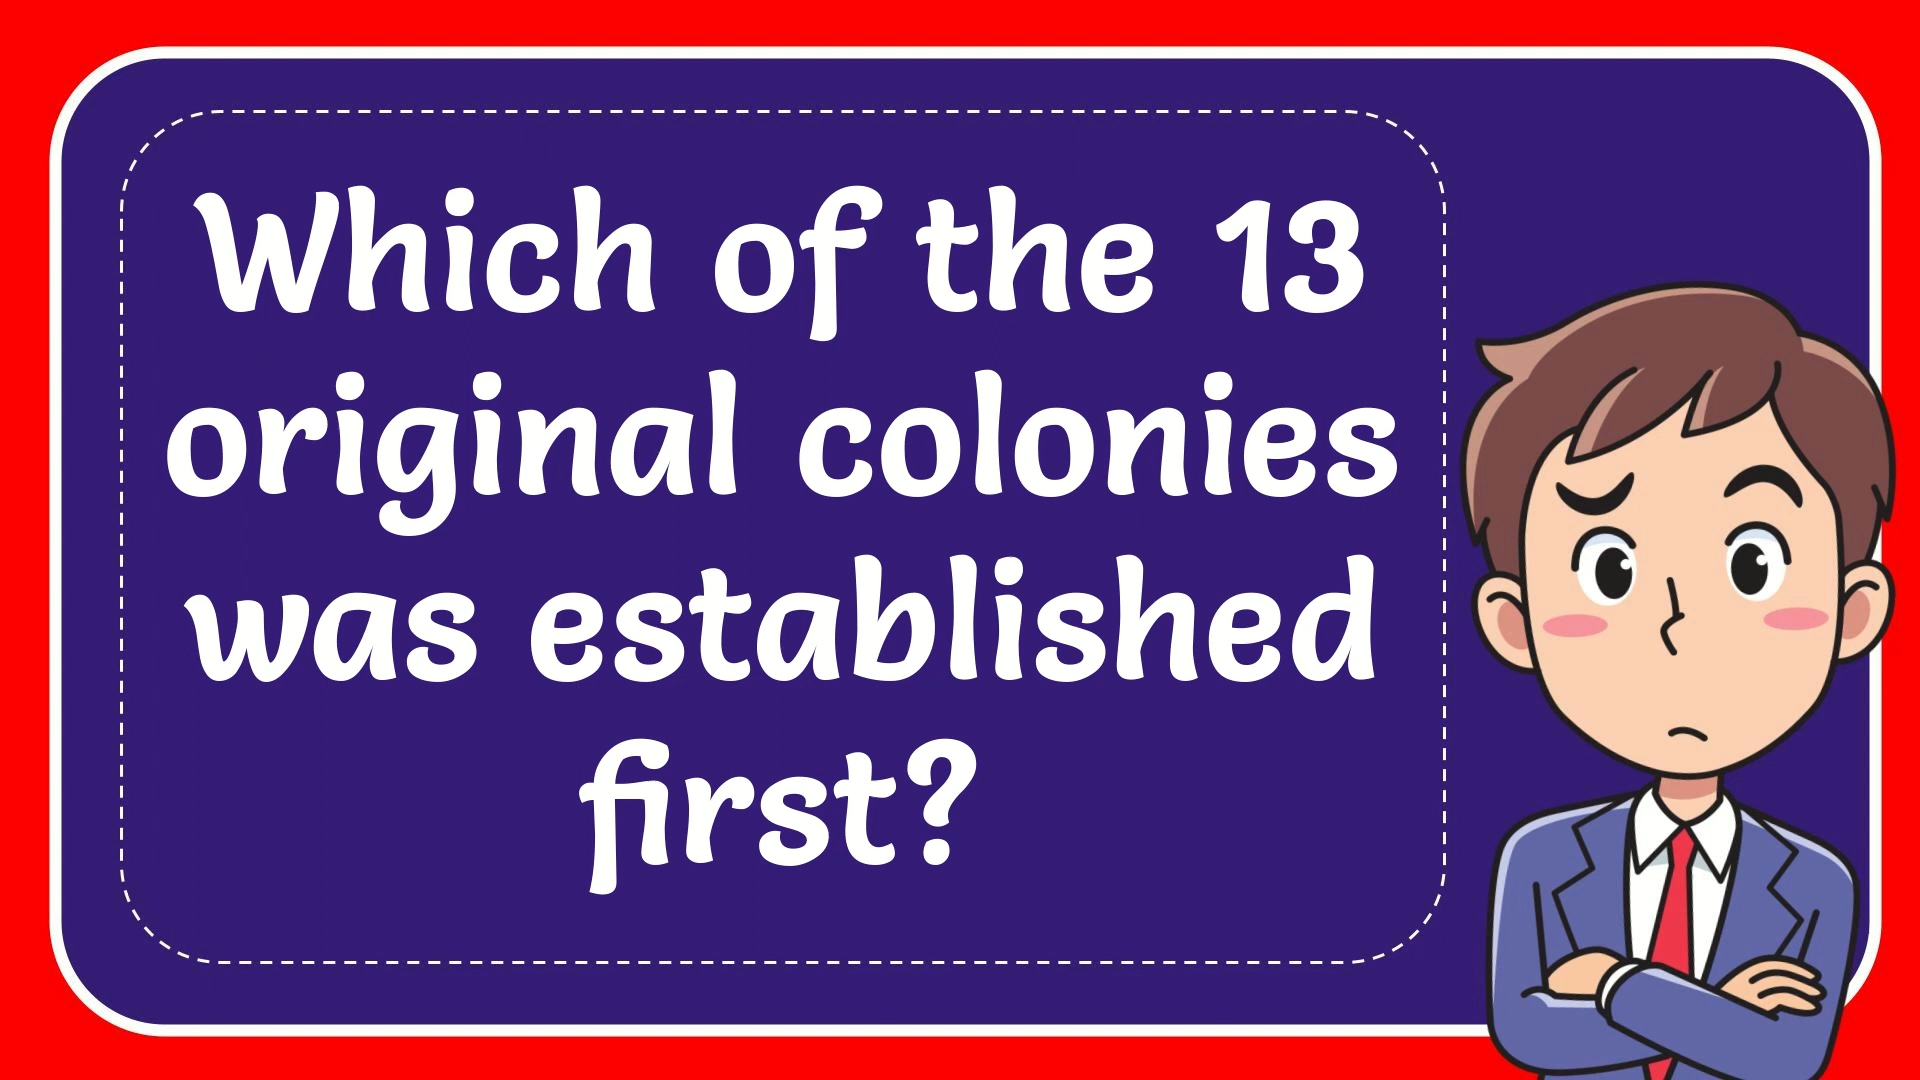 Which of the 13
original colonies
was established
first?